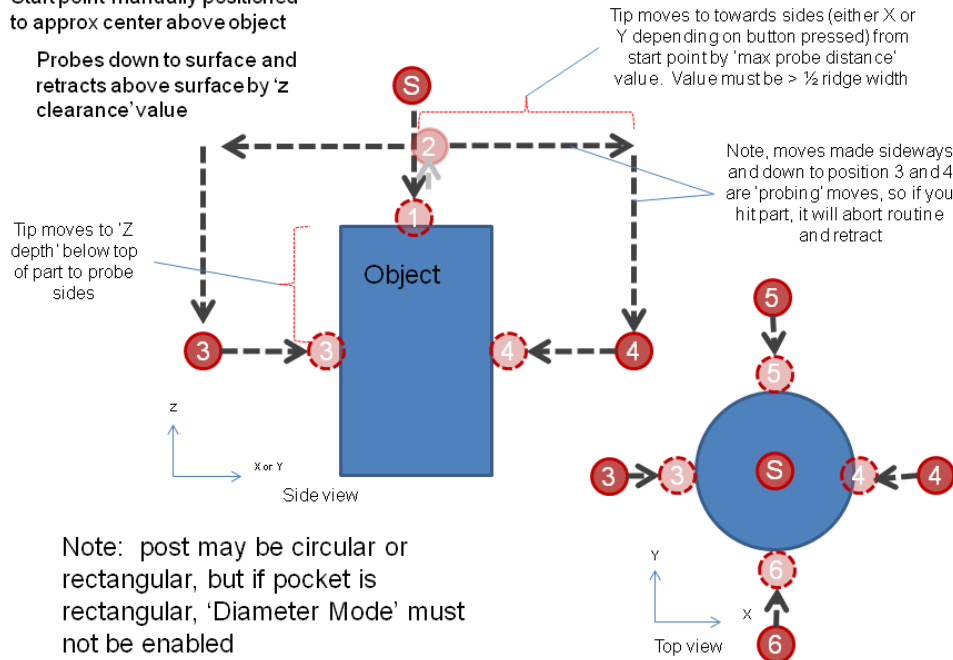 Start point manually positioned
to approx center above object
Probes down to surface and
retracts above surface by ‘z
clearance’ value
Tip moves to towards sides (either X or
Y depending on button pressed) from
start point by ‘max probe distance’
value.  Value must be > ½ ridge width
S
2
1
Note, moves made sideways
and down to position 3 and 4
are ‘probing’ moves, so if you
hit part, it will abort routine
and retract
Tip moves to ‘Z
depth’ below top
of part to probe
sides
Object
3
3
4
4
Z
X or Y
Side view
5
5
3
3
S
4
4
6
6
Y
X
Top view
Note:  post may be circular or
rectangular, but if pocket is
rectangular, ‘Diameter Mode’ must
not be enabled